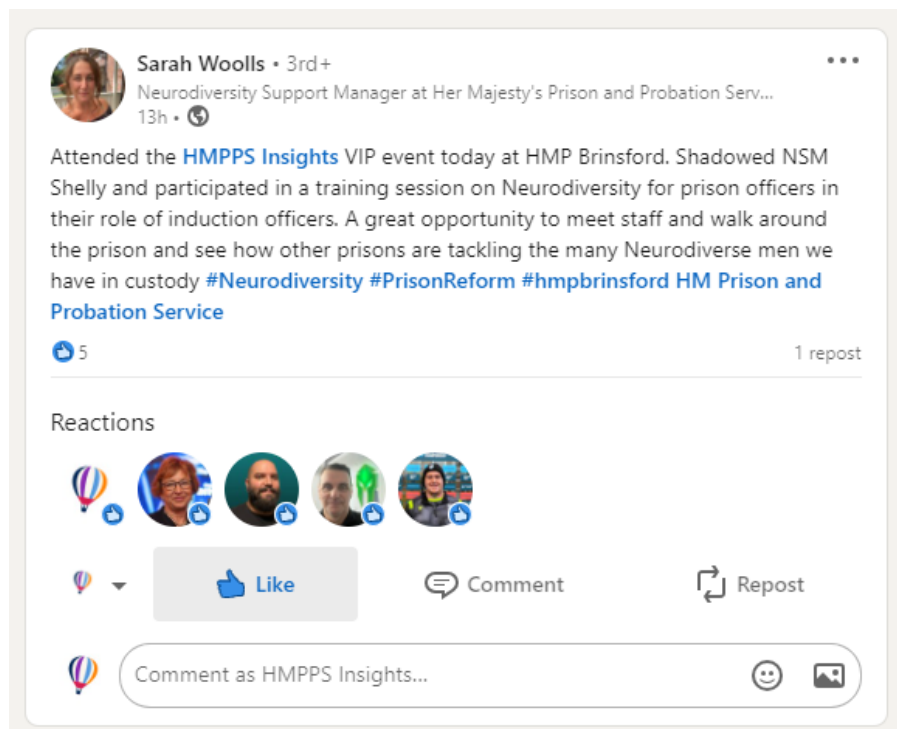 Sarah Woolls • 3rd+
Neurodiversity Support Manager at Her Majesty's Prison and Probation Serv...
13h •
Attended the HMPPS Insights VIP event today at HMP Brinsford. Shadowed NSM
Shelly and participated in a training session on Neurodiversity for prison officers in
their role of induction officers. A great opportunity to meet staff and walk around
the prison and see how other prisons are tackling the many Neurodiverse men we
have in custody #Neurodiversity #PrisonReform #hmpbrinsford HM Prison and
Probation Service
5
1 repost
Reactions
Like
Comment
Repost
Comment as HMPPS Insights...